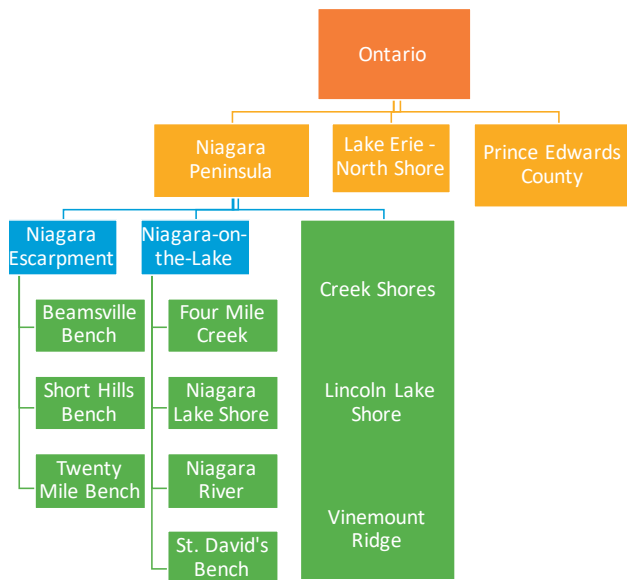 Ontario
Niagara
Peninsula
Lake Erie -
North Shore
Prince Edwards
County
Niagara
Escarpment
Niagara-on-
the-Lake
Beamsville
Bench
Short Hills
Bench
Twenty
Mile Bench
Four Mile
Creek
Niagara
Lake Shore
Niagara
River
St. David's
Bench
Creek Shores
Lincoln Lake
Shore
Vinemount
Ridge